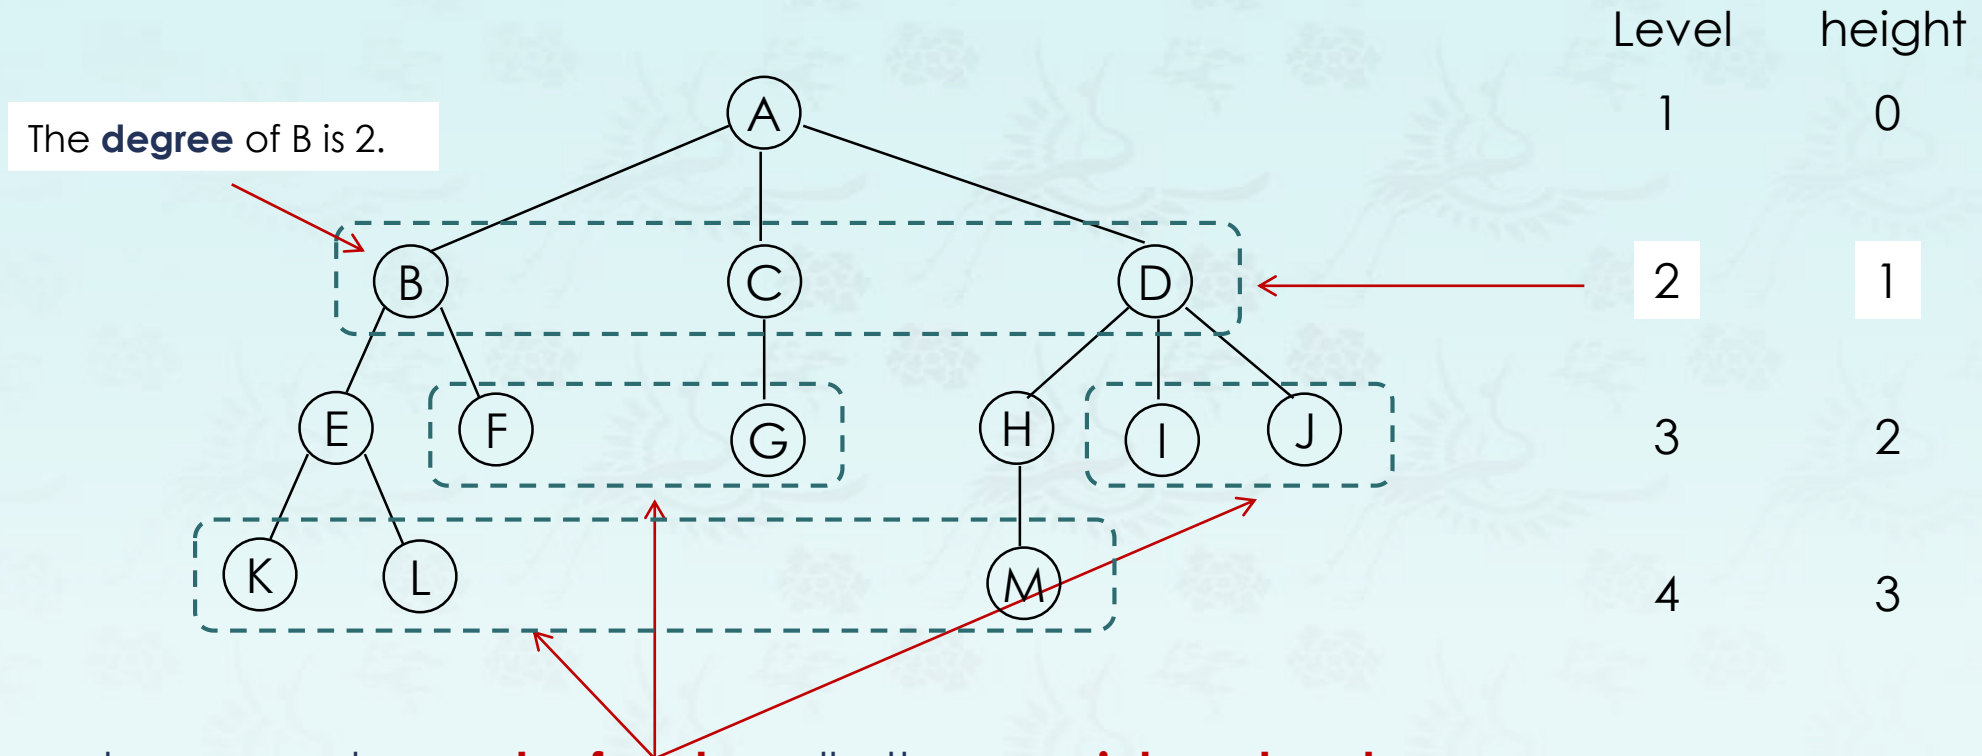 Level height
A 1 0
The degree of B is 2.
B C D 2 1
E F G H I J 3 2
K L M 4 3